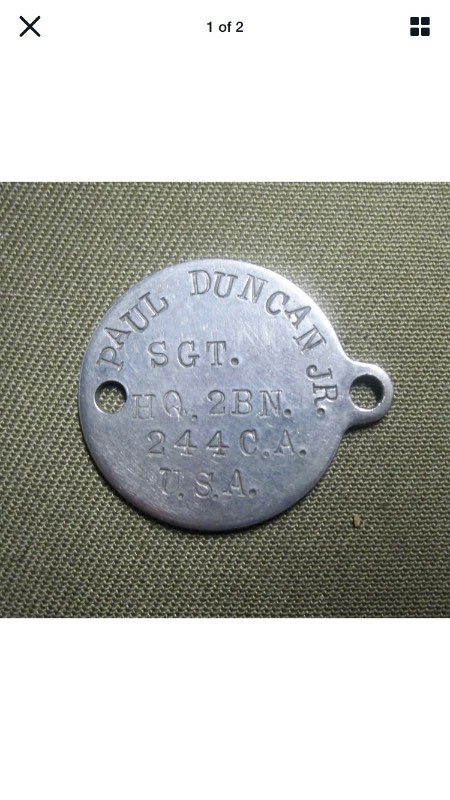 1 of 2
PAUL DUNCAN JR.
SGT.
HQ. 2BN.
244 C.A.
U.S.A.